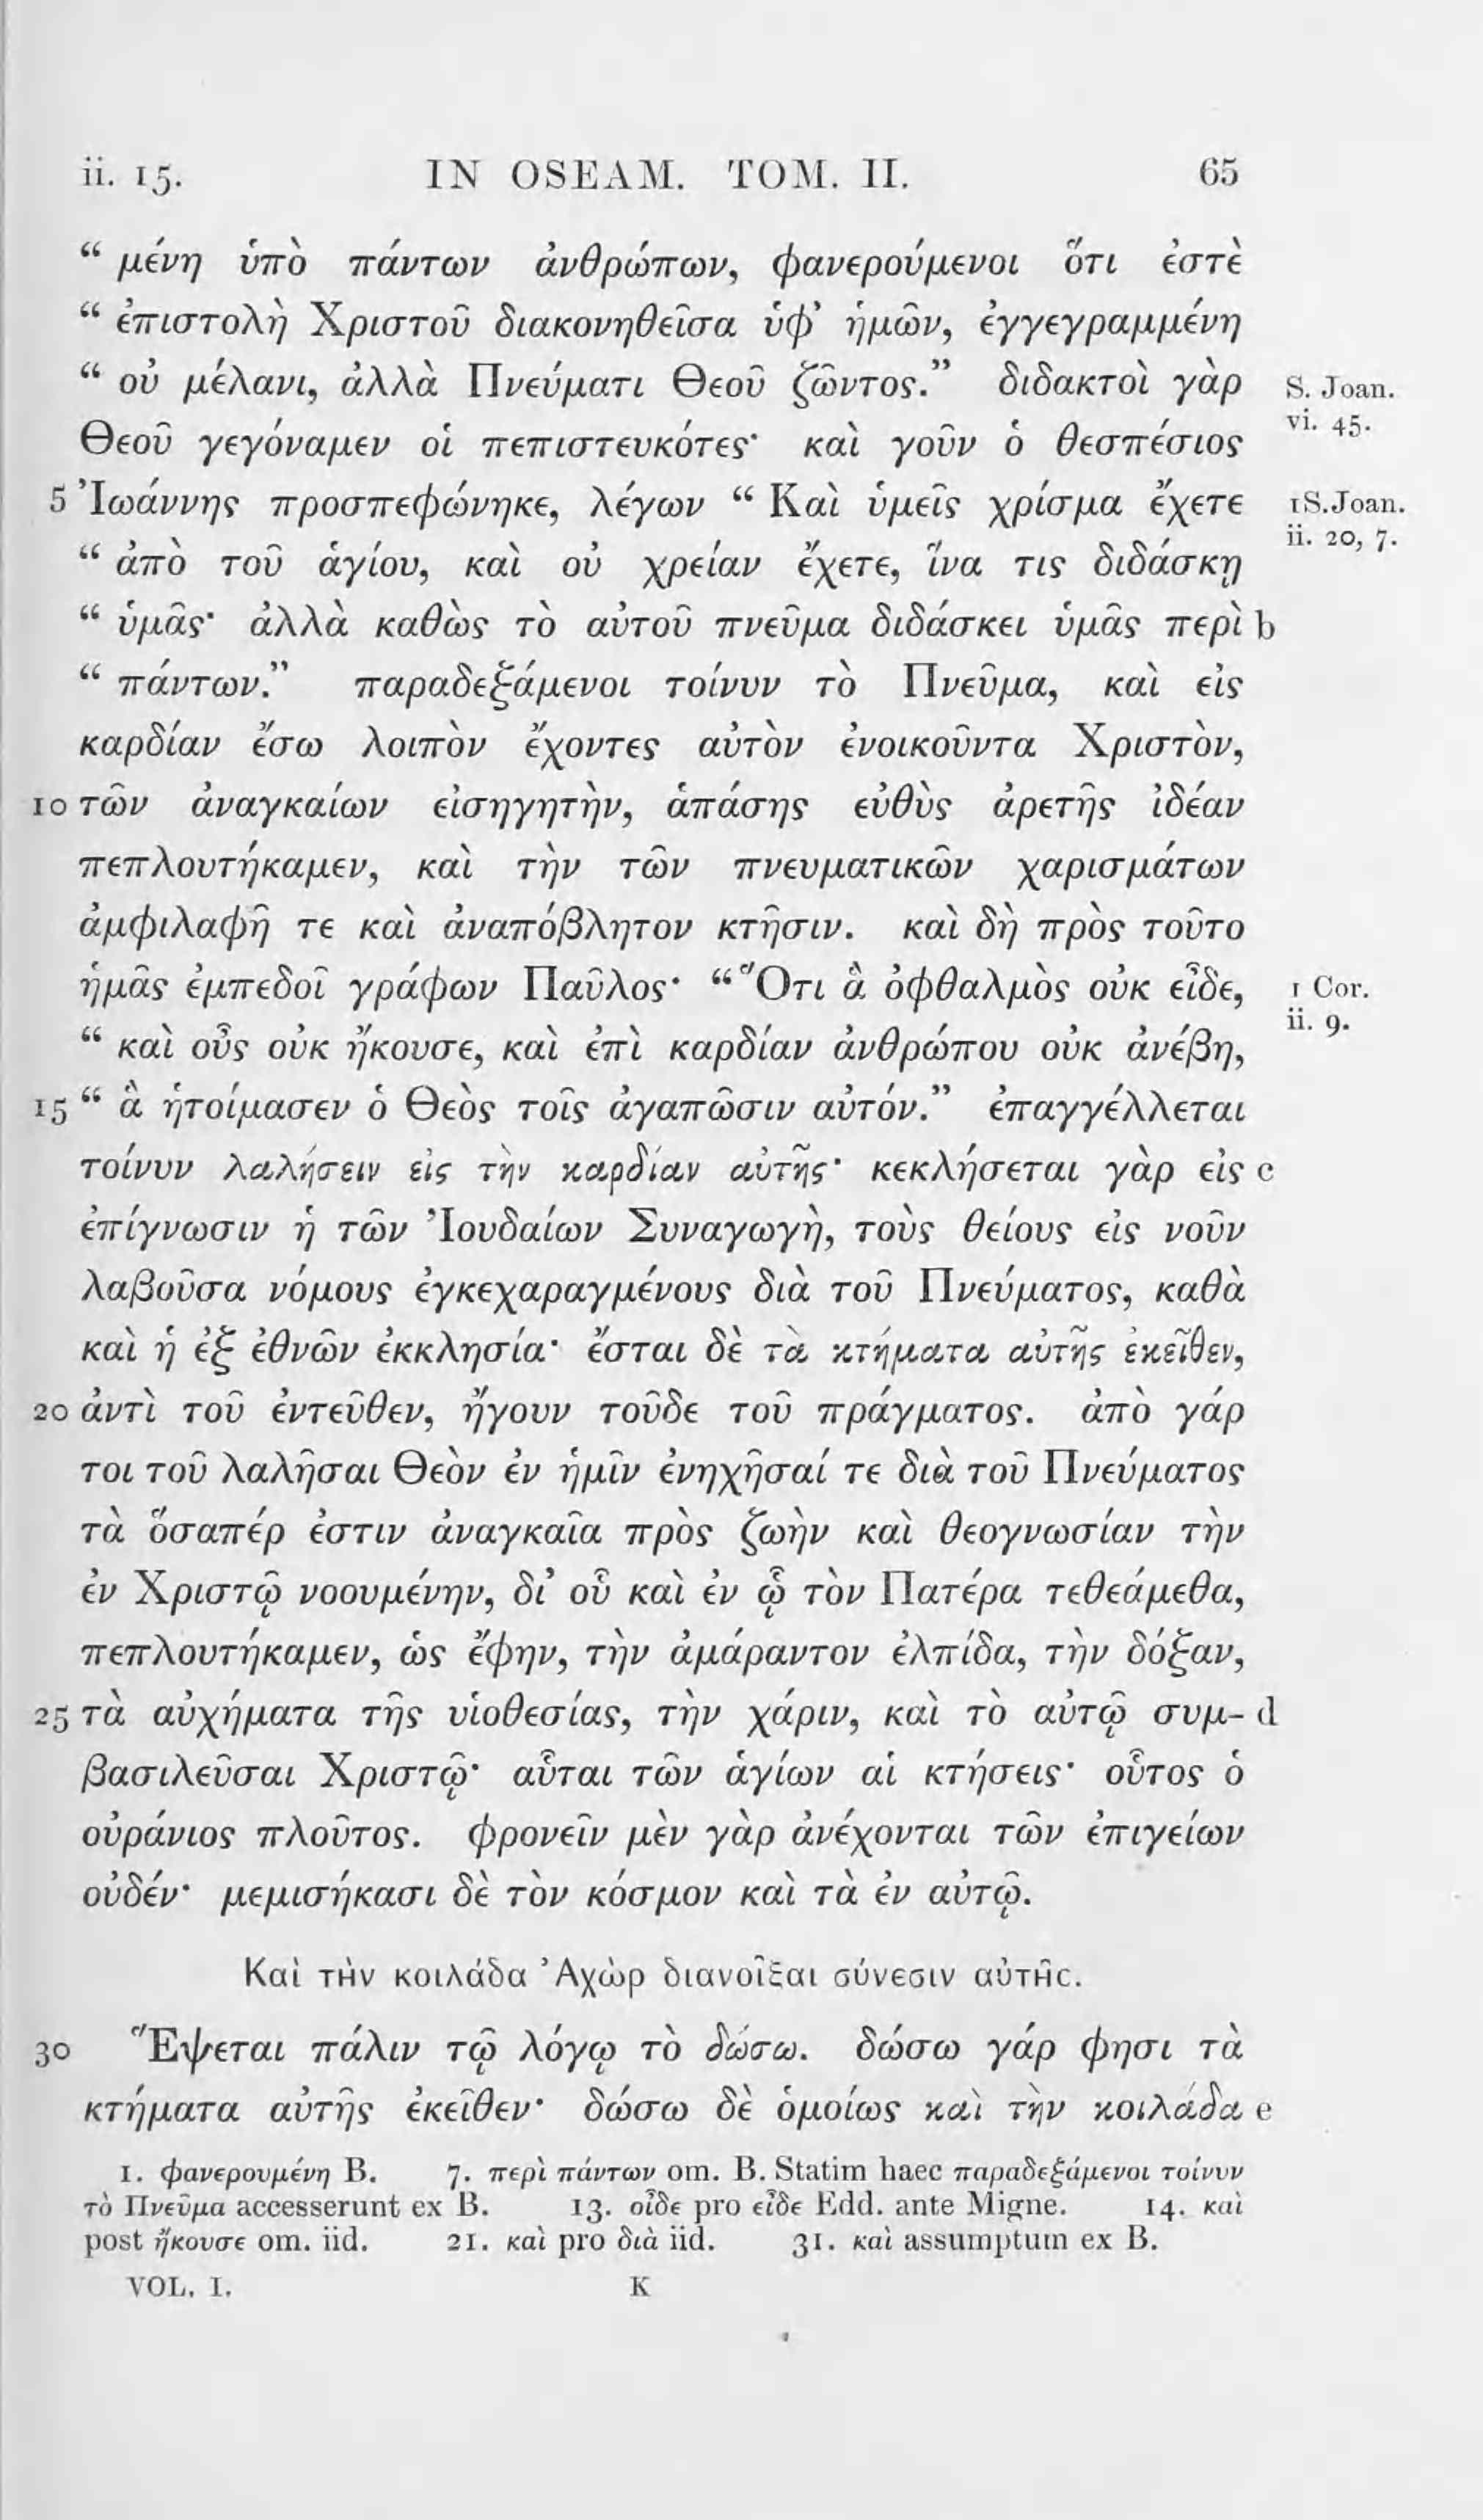 ii. 15. IN OSEAM. TOM. II. 65
“ μένη ὑπὸ πάντων ἀνθρώπων, φανερούμενοι ὅτι ἐστὲ
“ ἐπιστολὴ Χριστοῦ διακονηθεῖσα ὑφ’ ἡμῶν, ἐγγεγραμμένη
“ οὐ μέλανι, ἀλλὰ Πνεύματι Θεοῦ ζῶντος.” διδακτοὶ γὰρ S. Joan.
Θεοῦ γεγόναμεν οἱ πεπιστευκότες· καὶ γοῦν ὁ θεσπέσιος vi. 45.
5 Ἰωάννης προσπεφώνηκε, λέγων “ Καὶ ὑμεῖς χρίσμα ἔχετε 1 S. Joan.
“ ἀπὸ τοῦ ἁγίου, καὶ οὐ χρείαν ἔχετε, ἵνα τις διδάσκῃ ii. 20, 7.
“ ὑμᾶς· ἀλλὰ καθὼς τὸ αὐτοῦ πνεῦμα διδάσκει ὑμᾶς περὶ b
“ πάντων.” παραδεξάμενοι τοίνυν τὸ Πνεῦμα, καὶ εἰς
καρδίαν ἔσω λοιπὸν ἔχοντες αὐτὸν ἐνοικοῦντα Χριστὸν,
10 τῶν ἀναγκαίων εἰσηγητὴν, ἁπάσης εὐθὺς ἀρετῆς ἰδέαν
πεπλουτήκαμεν, καὶ τὴν τῶν πνευματικῶν χαρισμάτων
ἀμφιλαφῆ τε καὶ ἀναπόβλητον κτῆσιν. καὶ δὴ πρὸς τοῦτο
ἡμᾶς ἐμπεδοῖ γράφων Παῦλος· “ Ὅτι ἃ ὀφθαλμὸς οὐκ εἶδε, 1 Cor.
“ καὶ οὖς οὐκ ἤκουσε, καὶ ἐπὶ καρδίαν ἀνθρώπου οὐκ ἀνέβη, ii. 9.
15 “ ἃ ἡτοίμασεν ὁ Θεὸς τοῖς ἀγαπῶσιν αὐτόν.” ἐπαγγέλλεται
τοίνυν λαλήσειν εἰς τὴν καρδίαν αὐτῆς· κεκλήσεται γὰρ εἰς c
ἐπίγνωσιν ἡ τῶν Ἰουδαίων Συναγωγὴ, τοὺς θείους εἰς νοῦν
λαβοῦσα νόμους ἐγκεχαραγμένους διὰ τοῦ Πνεύματος, καθὰ
καὶ ἡ ἐξ ἐθνῶν ἐκκλησία· ἔσται δὲ τὰ κτήματα αὐτῆς ἐκεῖθεν,
20 ἀντὶ τοῦ ἐντεῦθεν, ἤγουν τοῦδε τοῦ πράγματος. ἀπὸ γάρ
τοι τοῦ λαλῆσαι Θεὸν ἐν ἡμῖν ἐνηχῆσαί τε διὰ τοῦ Πνεύματος
τὰ ὅσαπέρ ἐστιν ἀναγκαῖα πρὸς ζωὴν καὶ θεογνωσίαν τὴν
ἐν Χριστῷ νοουμένην, δι’ οὗ καὶ ἐν ᾧ τὸν Πατέρα τεθεάμεθα,
πεπλουτήκαμεν, ὡς ἔφην, τὴν ἀμάραντον ἐλπίδα, τὴν δόξαν,
25 τὰ αὐχήματα τῆς υἱοθεσίας, τὴν χάριν, καὶ τὸ αὐτῷ συμ- d
βασιλεῦσαι Χριστῷ· αὗται τῶν ἁγίων αἱ κτήσεις· οὗτος ὁ
οὐράνιος πλοῦτος. φρονεῖν μὲν γὰρ ἀνέχονται τῶν ἐπιγείων
οὐδέν· μεμισήκασι δὲ τὸν κόσμον καὶ τὰ ἐν αὐτῷ.
Καὶ τὴν κοιλάδα Ἀχὼρ διανοῖξαι σύνεσιν αὐτῆς.
30 Ἕψεται πάλιν τῷ λόγῳ τὸ δώσω. δώσω γάρ φησι τὰ
κτήματα αὐτῆς ἐκεῖθεν· δώσω δὲ ὁμοίως καὶ τὴν κοιλάδα e
1. φανερουμένη B. 7. περὶ πάντων om. B. Statim haec παραδεξάμενοι τοίνυν
τὸ Πνεῦμα accesserunt ex B. 13. οἶδε pro εἶδε Edd. ante Migne. 14. καὶ
post ἤκουσε om. iid. 21. καὶ pro διὰ iid. 31. καὶ assumptum ex B.
VOL. I. K